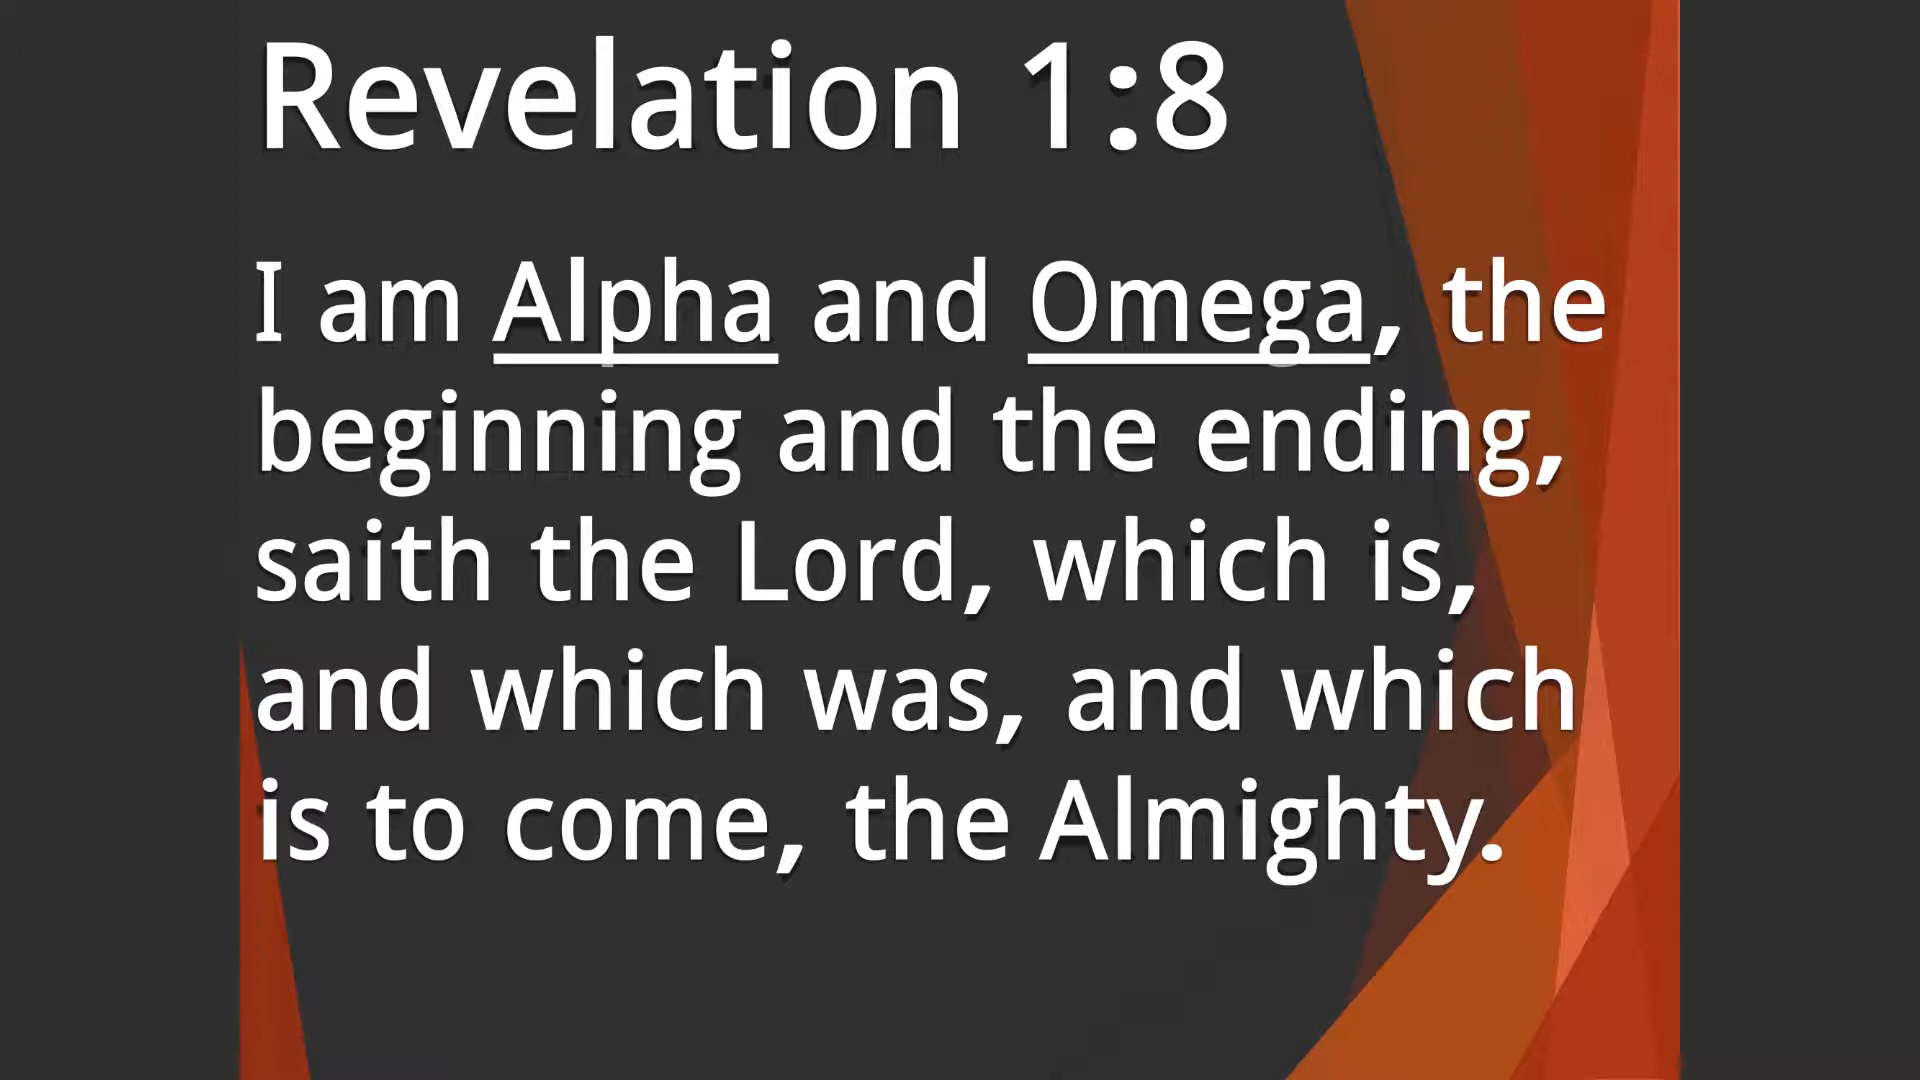 Revelation 1:8
I am Alpha and Omega, the
beginning and the ending,
saith the Lord, which is,
and which was, and which
is to come, the Almighty.